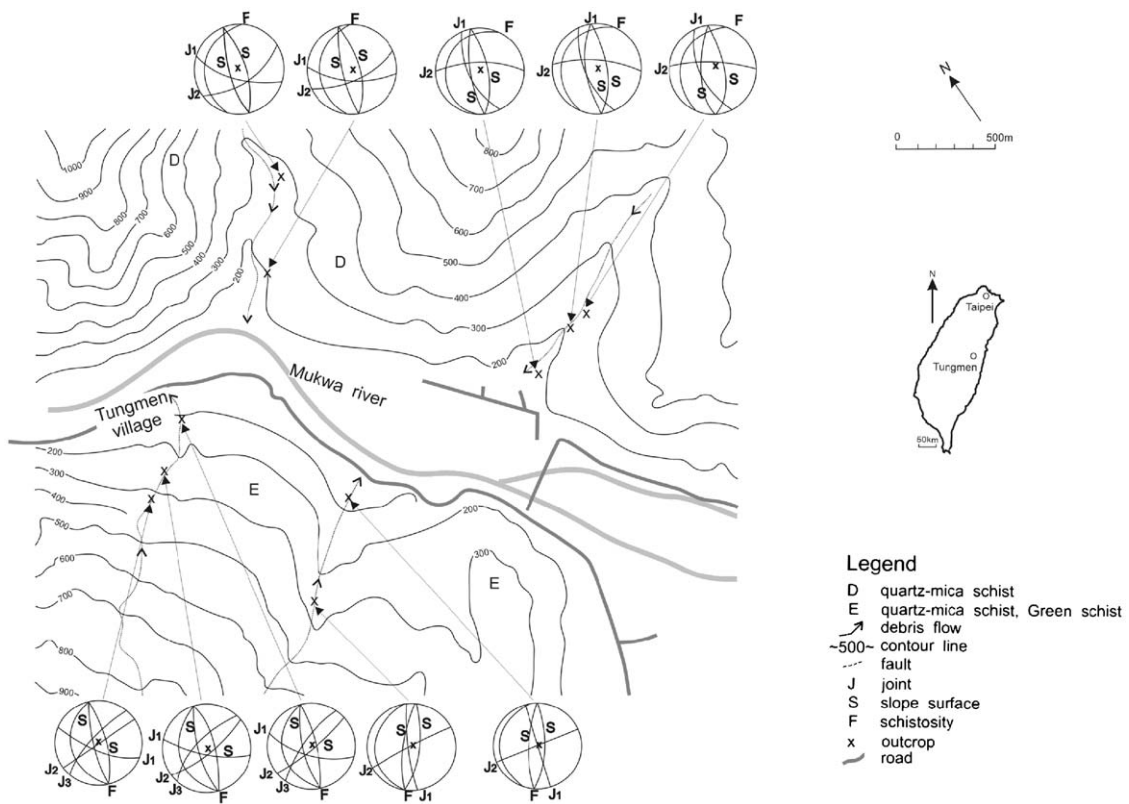 F F J1 F J1 F J1 F
J1 S S J1 S S J2 S S J2 S S J2 S S
J2 J2
N
0 500m
1000
900
800
700
600
500
400
300
200
D
D
800
700
600
500
400
300
200
Mukwa river
Tungmen
village
200
300
400
500
600
700
800
900
E
200
300
E
N
Taipei
Tungmen
50km
Legend
D quartz-mica schist
E quartz-mica schist, Green schist
debris flow
~500~ contour line
fault
J joint
S slope surface
F schistosity
x outcrop
road
S S J1 J2 J3 F
J1 S S J1 J2 J3 F
J1 S S J2 J3 F
S S J2 F J1
S S J2 F J1